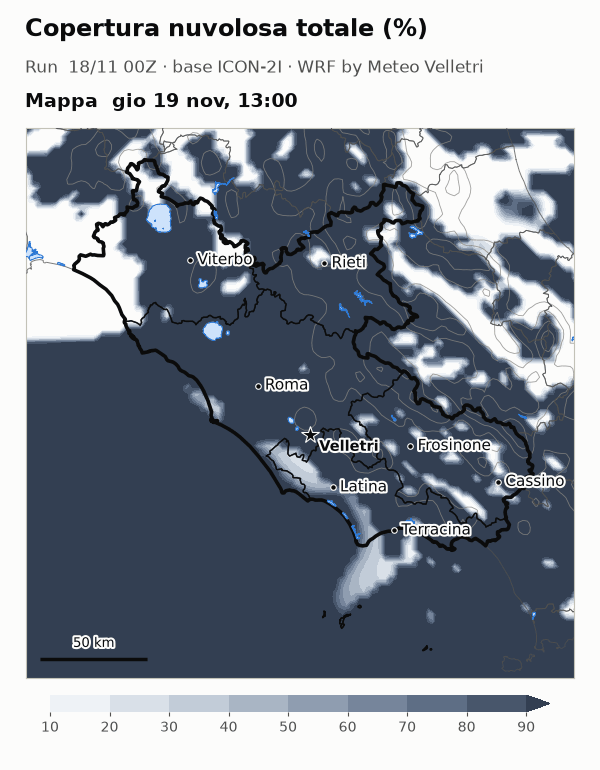 Copertura nuvolosa totale (%)
Run  18/11 00Z · base ICON-2I · WRF by Meteo Velletri
Mappa  gio 19 nov, 13:00
Viterbo
Rieti
Roma
Velletri
Frosinone
Cassino
Latina
Terracina
50 km
10 20 30 40 50 60 70 80 90